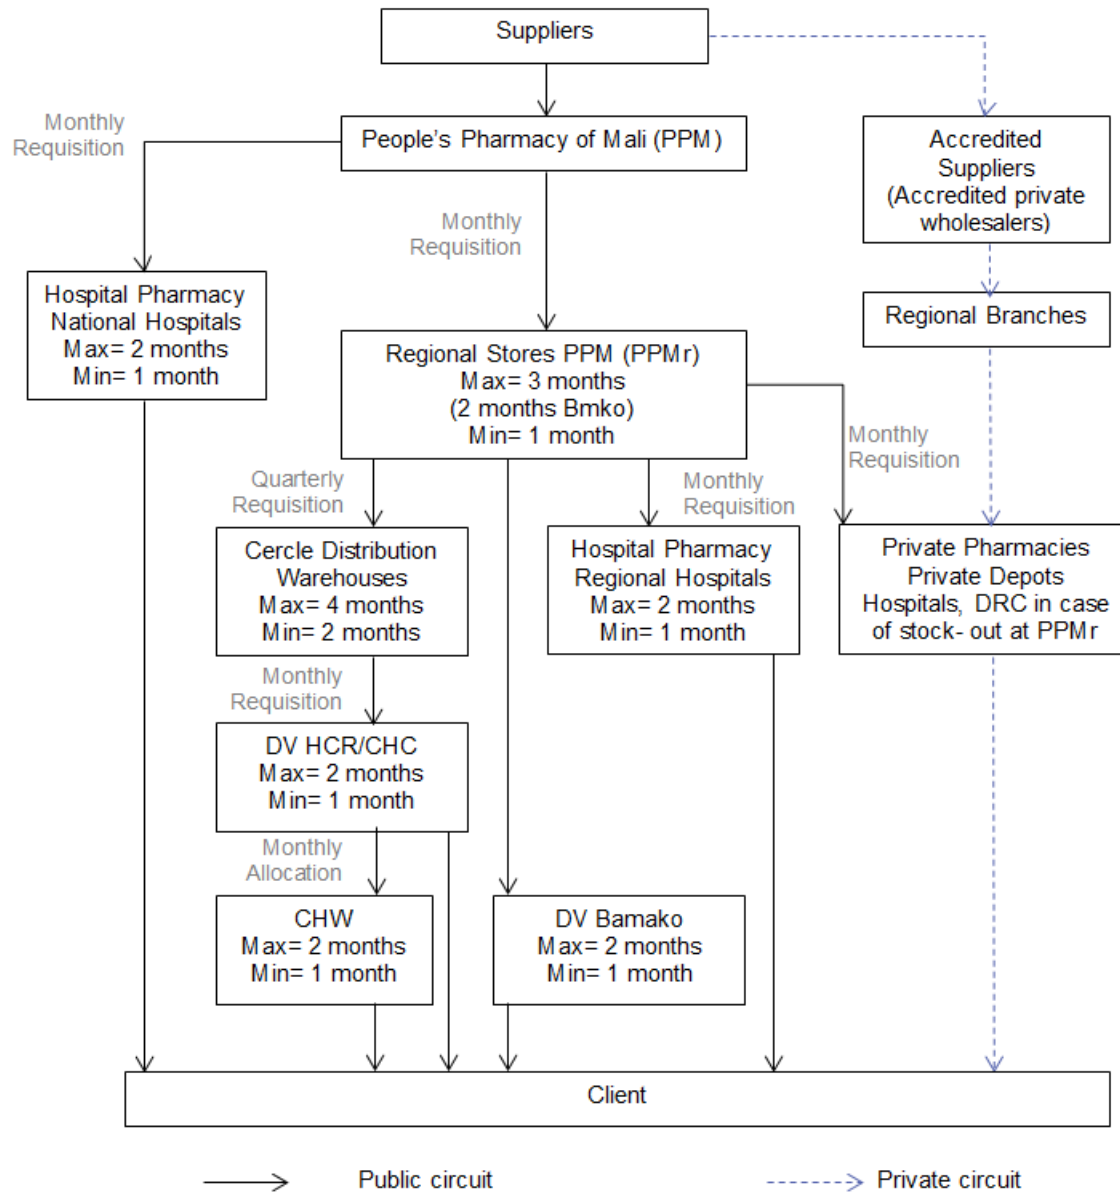 Suppliers
Monthly
Requisition
People's Pharmacy of Mali (PPM)
Accredited
Suppliers
(Accredited private
wholesalers)
Monthly
Requisition
Hospital Pharmacy
National Hospitals
Max= 2 months
Min= 1 month
Regional Branches
Regional Stores PPM (PPMr)
Max= 3 months
(2 months Bmko)
Min= 1 month
Monthly
Requisition
Quarterly
Requisition
Monthly
Requisition
Cercle Distribution
Warehouses
Max= 4 months
Min= 2 months
Hospital Pharmacy
Regional Hospitals
Max= 2 months
Min= 1 month
Private Pharmacies
Private Depots
Hospitals, DRC in case
of stock- out at PPMr
Monthly
Requisition
DV HCR/CHC
Max= 2 months
Min= 1 month
Monthly
Allocation
CHW
Max= 2 months
Min= 1 month
DV Bamako
Max= 2 months
Min= 1 month
Client
Public circuit
Private circuit